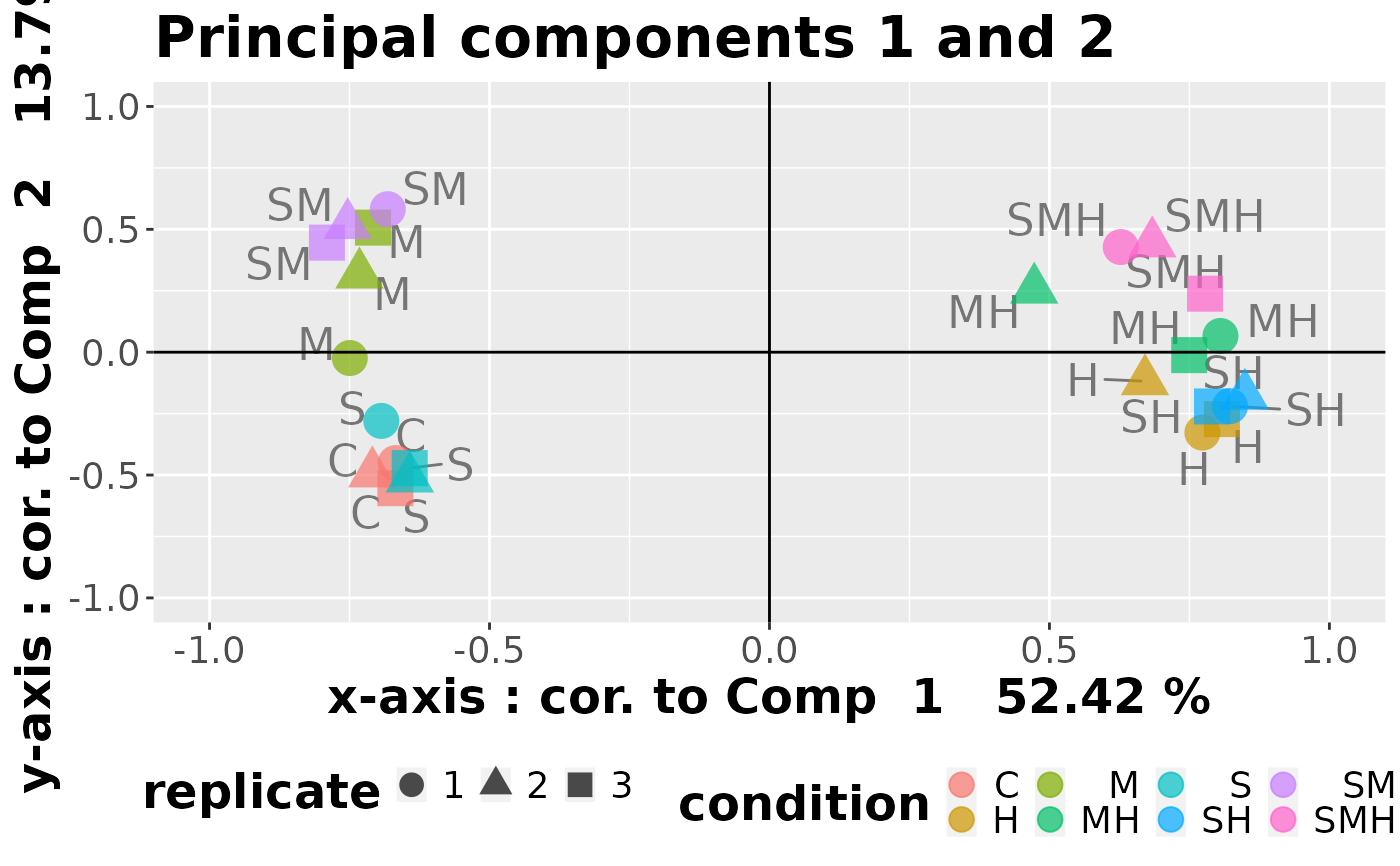 Principal components 1 and 2
y-axis : cor. to Comp 2 13.79
1.0
0.5
0.0
-0.5
-1.0
SM
SM
SM
M
M
M
S
C
C
S
C
S
SMH
SMH
SMH
MH
MH
MH
H
SH
SH
SH
H
H
-1.0 -0.5 0.0 0.5 1.0
x-axis : cor. to Comp 1 52.42 %
replicate 1 2 3
condition C M S SM
H MH SH SMH